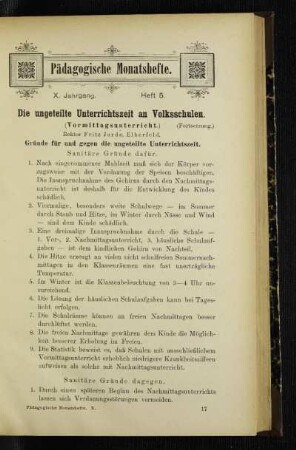 Pädagogische Monatshefte.
X. Jahrgang. Heft 5.
Die ungeteilte Unterrichtszeit an Volksschulen.
(Vormittagsunterricht.) (Fortsetzung.)
Rektor Fritz Jorde, Elberfeld.
Gründe für und gegen die ungeteilte Unterrichtszeit.
Sanitäre Gründe dafür.
1. Nach eingenommener Mahlzeit muß sich der Körper vor-
zugsweise mit der Verdauung der Speisen beschäftigen.
Die Inanspruchnahme des Gehirns durch den Nachmittags-
unterricht ist deshalb für die Entwicklung des Kindes
schädlich.
2. Viermalige, besonders weite Schulwege — im Sommer
durch Staub und Hitze, im Winter durch Nässe und Wind
— sind dem Kinde schädlich.
3. Eine dreimalige Inanspruchnahme durch die Schule —
1. Vor-, 2. Nachmittagsunterricht, 3. häusliche Schulauf-
gaben — ist dem kindlichen Gehirn von Nachteil.
4. Die Hitze erzeugt an vielen nicht schulfreien Sommernach-
mittagen in den Klassenräumen eine fast unerträgliche
Temperatur.
5. Im Winter ist die Klassenbeleuchtung von 3—4 Uhr un-
zureichend.
6. Die Lösung der häuslichen Schulaufgaben kann bei Tages-
licht erfolgen.
7. Die Schulräume können an freien Nachmittagen besser
durchlüftet werden.
8. Die freien Nachmittage gewähren dem Kinde die Möglich-
keit besserer Erholung im Freien.
9. Die Statistik beweist es, daß Schulen mit ausschließlichem
Vormittagsunterricht erheblich niedrigere Krankheitsziffern
aufweisen als solche mit Nachmittagsunterricht.
Sanitäre Gründe dagegen.
1. Durch einen späteren Beginn des Nachmittagsunterrichts
lassen sich Verdauungsstörungen vermeiden.
Pädagogische Monatshefte. X. 17